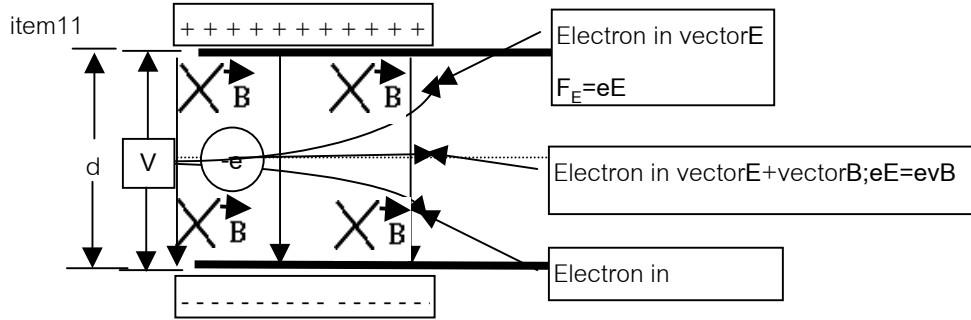 item11
+ + + + + + + + + + +
Electron in vectorE
F_E=eE
B
B
d
V
-e
Electron in vectorE+vectorB;eE=evB
B
B
Electron in
- - - - - - - - - - - - - -